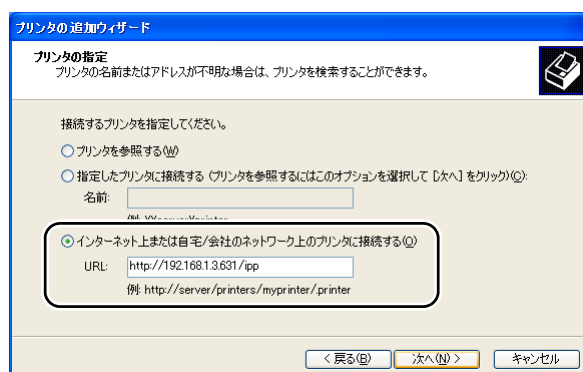 プリンタの追加ウィザード
プリンタの指定
プリンタの名前またはアドレスが不明な場合は、プリンタを検索することができます。
接続するプリンタを指定してください。
プリンタを参照する(W)
指定したプリンタに接続する (プリンタを参照するにはこのオプションを選択して [次へ] をクリック)(C):
名前:
例: ¥¥server¥printer
インターネット上または自宅/会社のネットワーク上のプリンタに接続する(O)
URL: http://192.168.1.3.631/ipp
例: http://server/printers/myprinter/.printer
< 戻る(B) 次へ(N) > キャンセル